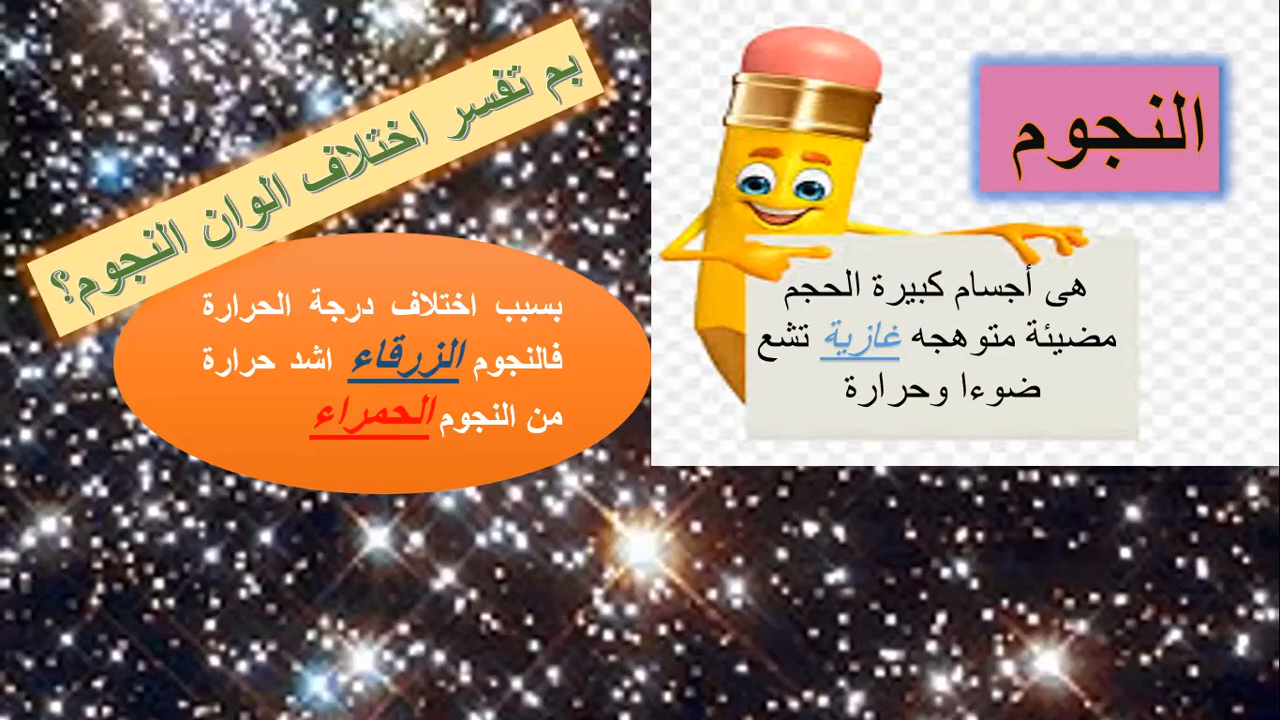 النجوم
هى أجسام كبيرة الحجم
مضيئة متوهجه غازية تشع
ضوءا وحرارة
بم تفسر اختلاف الوان النجوم؟
بسبب اختلاف درجة الحرارة
فالنجوم الزرقاء اشد حرارة
من النجوم الحمراء